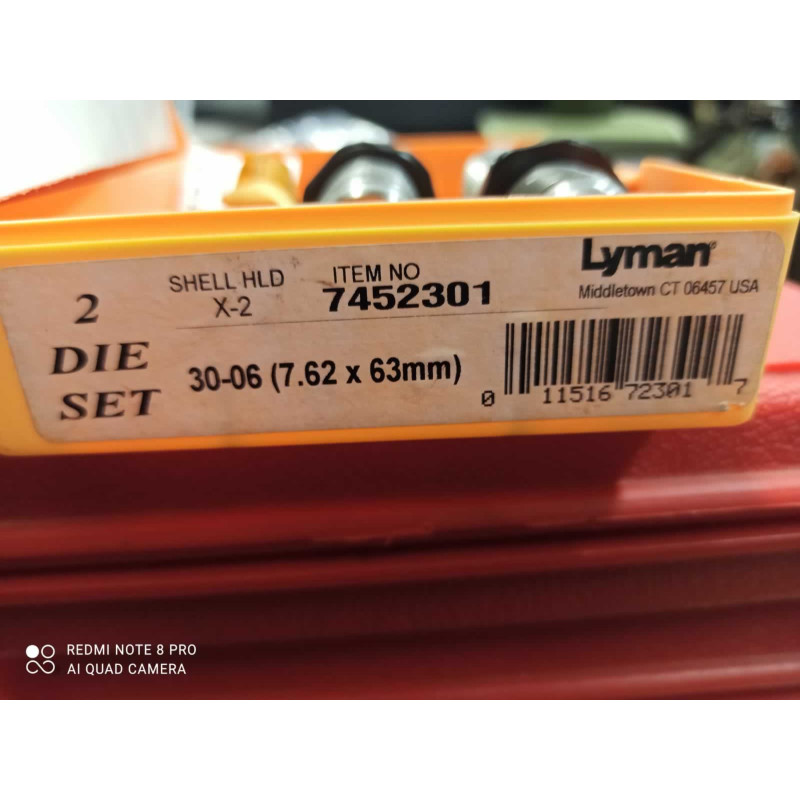 2
DIE
SET
SHELL HLD
X-2
ITEM NO
7452301
30-06 (7.62 x 63mm)
Lyman®
Middletown CT 06457 USA
0 11516 72301 7
REDMI NOTE 8 PRO
AI QUAD CAMERA